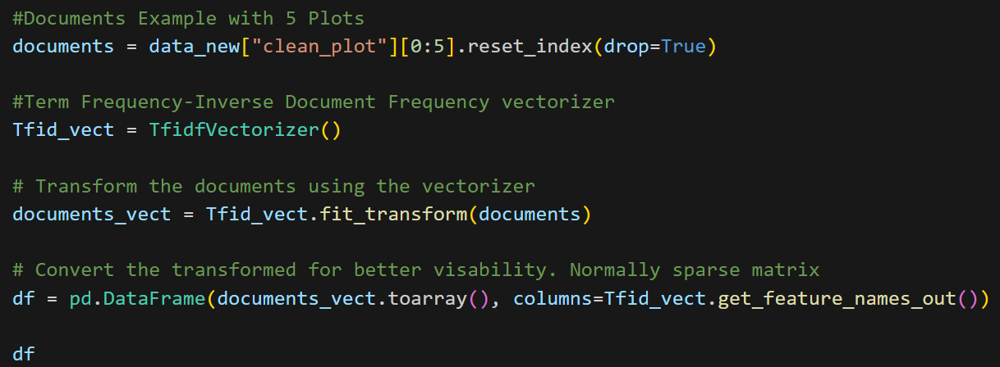 #Documents Example with 5 Plots
documents = data_new["clean_plot"][0:5].reset_index(drop=True)
#Term Frequency-Inverse Document Frequency vectorizer
Tfid_vect = TfidfVectorizer()
# Transform the documents using the vectorizer
documents_vect = Tfid_vect.fit_transform(documents)
# Convert the transformed for better visability. Normally sparse matrix
df = pd.DataFrame(documents_vect.toarray(), columns=Tfid_vect.get_feature_names_out())
df